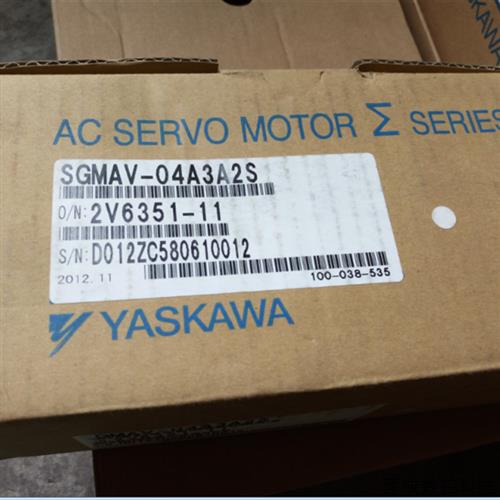 AC SERVO MOTOR Σ SERIES
SGMAV-04A3A2S
O/N: 2V6351-11
S/N: D012ZC580610012
2012.11
100-038-535
YASKAWA